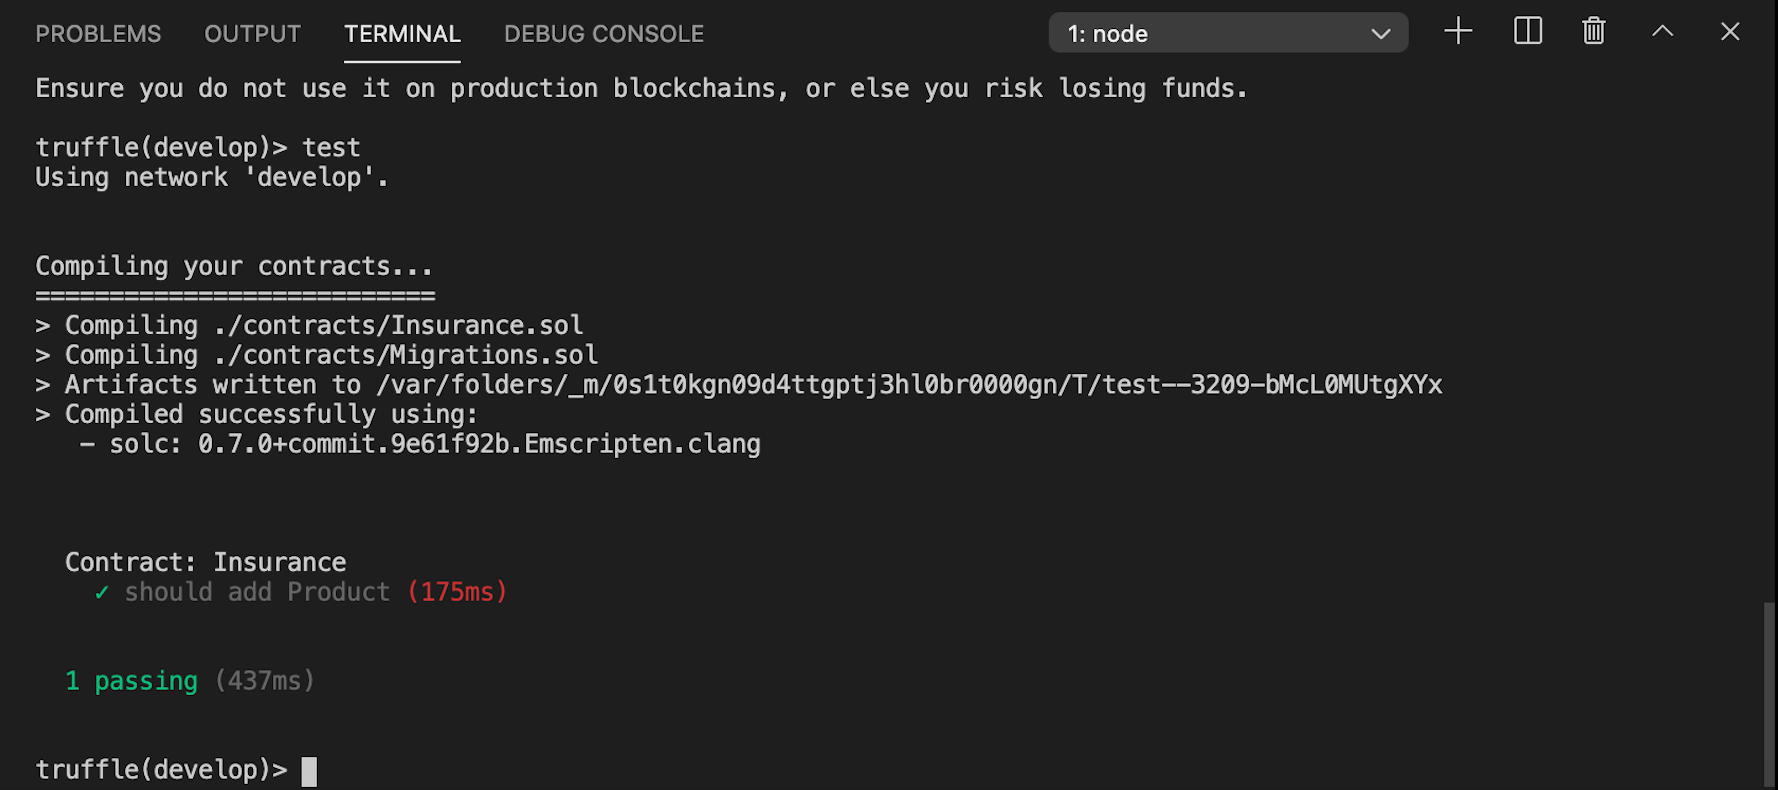 PROBLEMS OUTPUT TERMINAL DEBUG CONSOLE 1: node
Ensure you do not use it on production blockchains, or else you risk losing funds.
truffle(develop)> test
Using network 'develop'.
Compiling your contracts...
===========================
> Compiling ./contracts/Insurance.sol
> Compiling ./contracts/Migrations.sol
> Artifacts written to /var/folders/_m/0s1t0kgn09d4ttgptj3hl0br0000gn/T/test--3209-bMcL0MUtgXYx
> Compiled successfully using:
- solc: 0.7.0+commit.9e61f92b.Emscripten.clang
Contract: Insurance
✓ should add Product (175ms)
1 passing (437ms)
truffle(develop)>